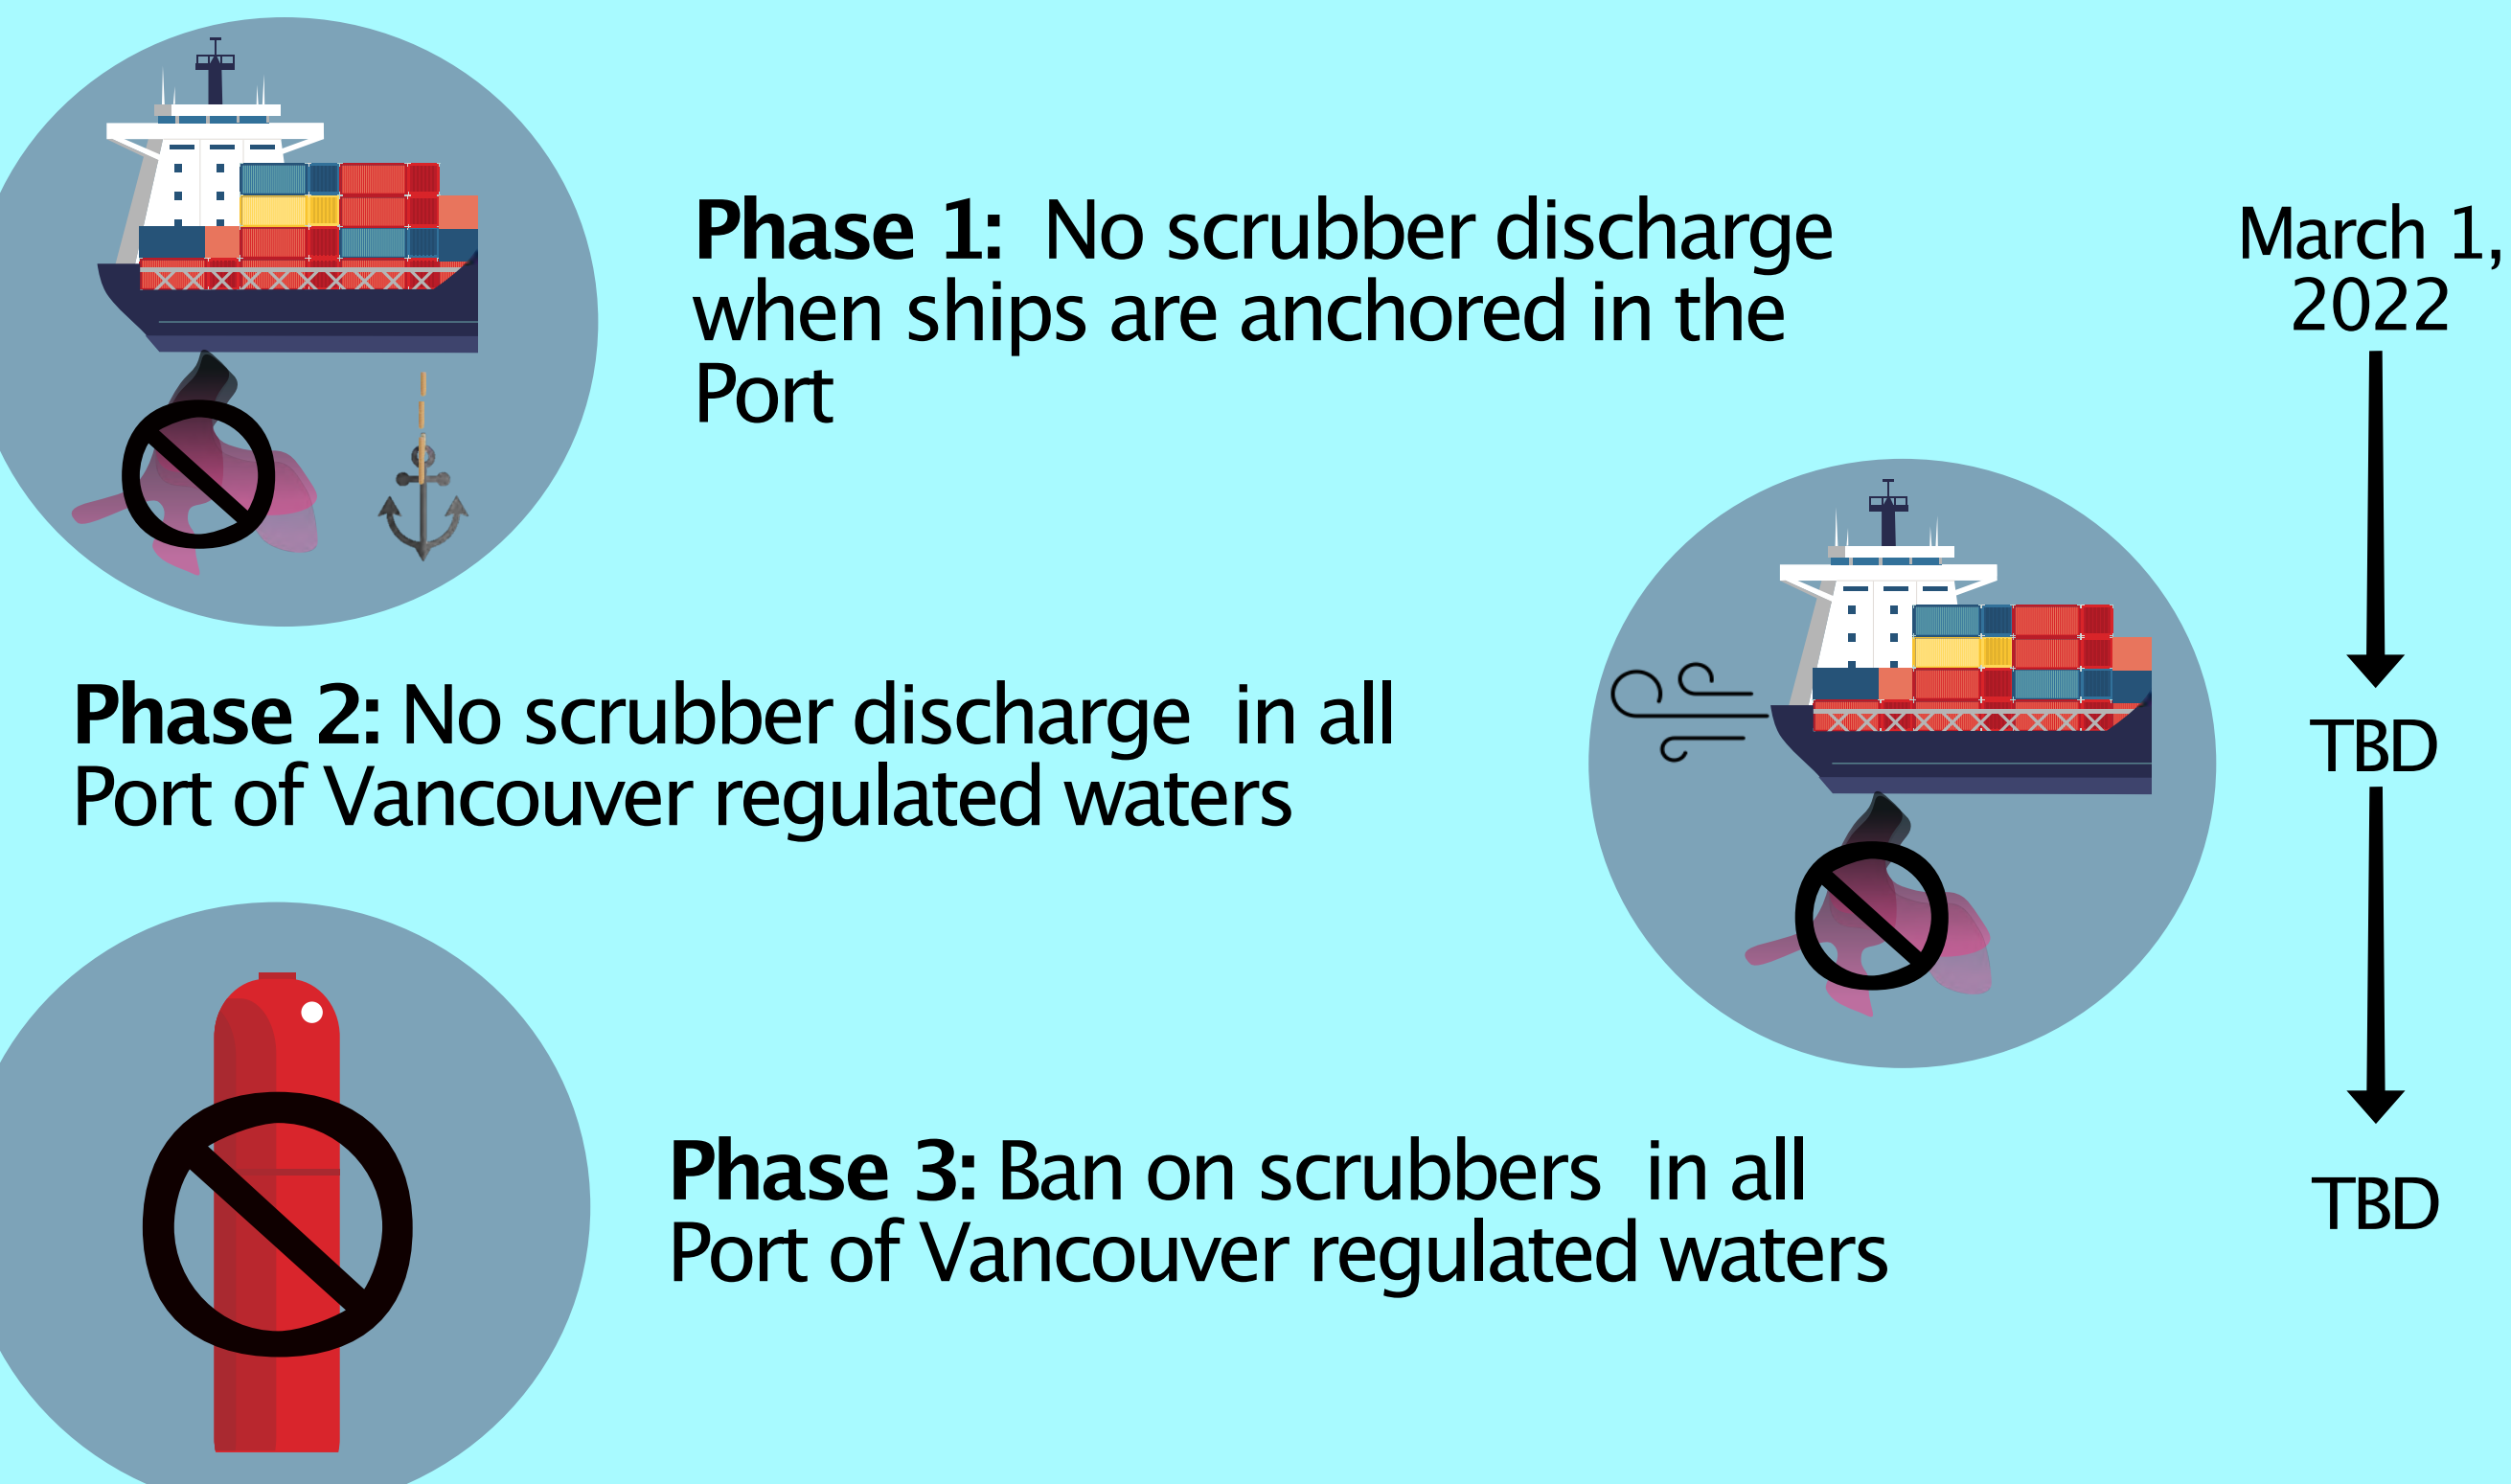 Phase 1: No scrubber discharge
when ships are anchored in the
Port
March 1,
2022
Phase 2: No scrubber discharge in all
Port of Vancouver regulated waters
TBD
Phase 3: Ban on scrubbers in all
Port of Vancouver regulated waters
TBD